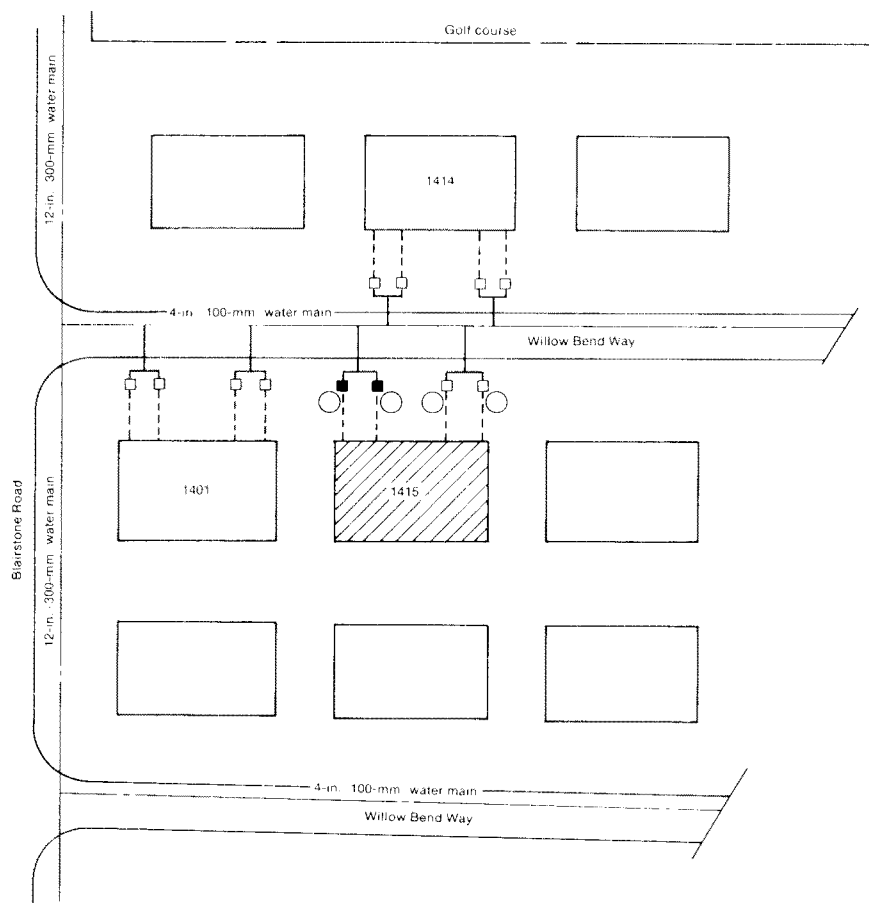 Golf course
12-in. 300-mm water main
1414
4-in. 100-mm water main
Willow Bend Way
1401
1415
Blairstone Road
12-in. 300-mm water main
4-in. 100-mm water main
Willow Bend Way